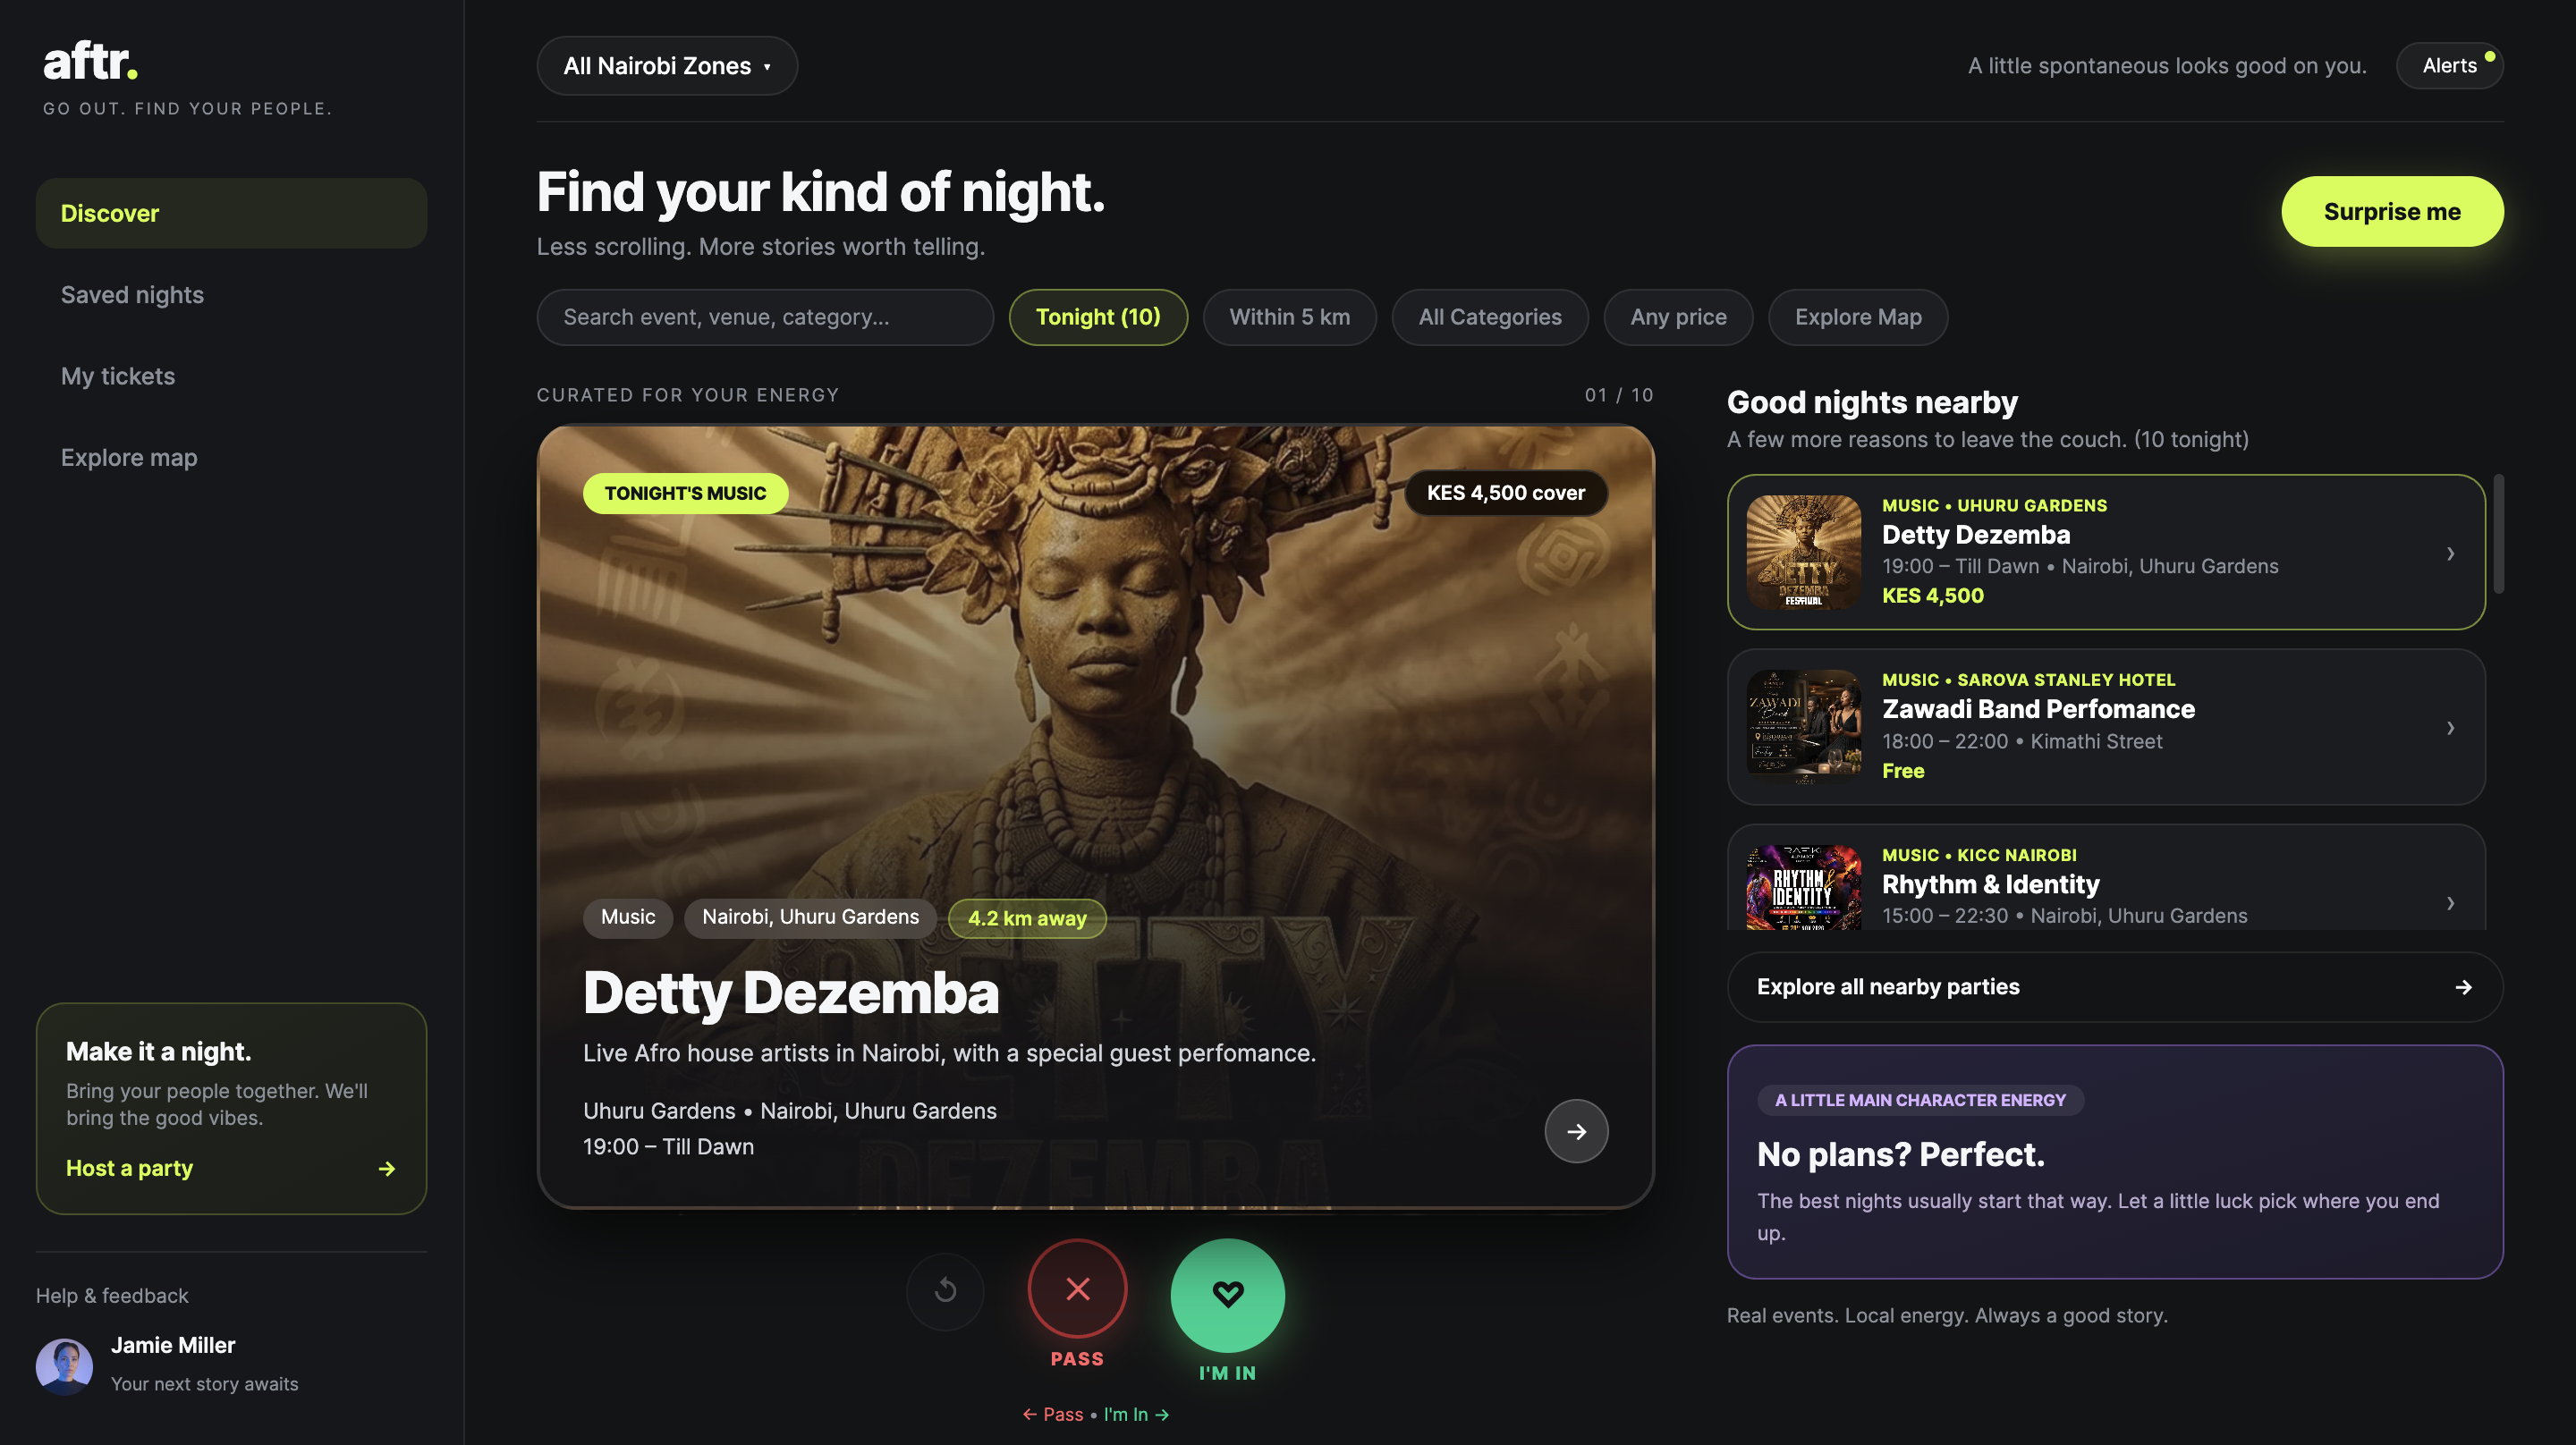 aftr.
GO OUT. FIND YOUR PEOPLE.
Discover
Saved nights
My tickets
Explore map
Make it a night.
Bring your people together. We'll
bring the good vibes.
Host a party →
Help & feedback
Jamie Miller
Your next story awaits
All Nairobi Zones ▾
A little spontaneous looks good on you.
Alerts
Find your kind of night.
Less scrolling. More stories worth telling.
Surprise me
Search event, venue, category...
Tonight (10)
Within 5 km
All Categories
Any price
Explore Map
CURATED FOR YOUR ENERGY
01 / 10
TONIGHT'S MUSIC
KES 4,500 cover
Music
Nairobi, Uhuru Gardens
4.2 km away
DETTY
DEZEMBA
Detty Dezemba
Live Afro house artists in Nairobi, with a special guest perfomance.
Uhuru Gardens • Nairobi, Uhuru Gardens
19:00 – Till Dawn
→
PASS
I'M IN
← Pass • I'm In →
Good nights nearby
A few more reasons to leave the couch. (10 tonight)
DETTY
DEZEMBA
FESTIVAL
MUSIC • UHURU GARDENS
Detty Dezemba
19:00 – Till Dawn • Nairobi, Uhuru Gardens
KES 4,500
ZAWADI
Band
MUSIC • SAROVA STANLEY HOTEL
Zawadi Band Perfomance
18:00 – 22:00 • Kimathi Street
Free
RHYTHM &
IDENTITY
MUSIC • KICC NAIROBI
Rhythm & Identity
15:00 – 22:30 • Nairobi, Uhuru Gardens
Explore all nearby parties →
A LITTLE MAIN CHARACTER ENERGY
No plans? Perfect.
The best nights usually start that way. Let a little luck pick where you end
up.
Real events. Local energy. Always a good story.